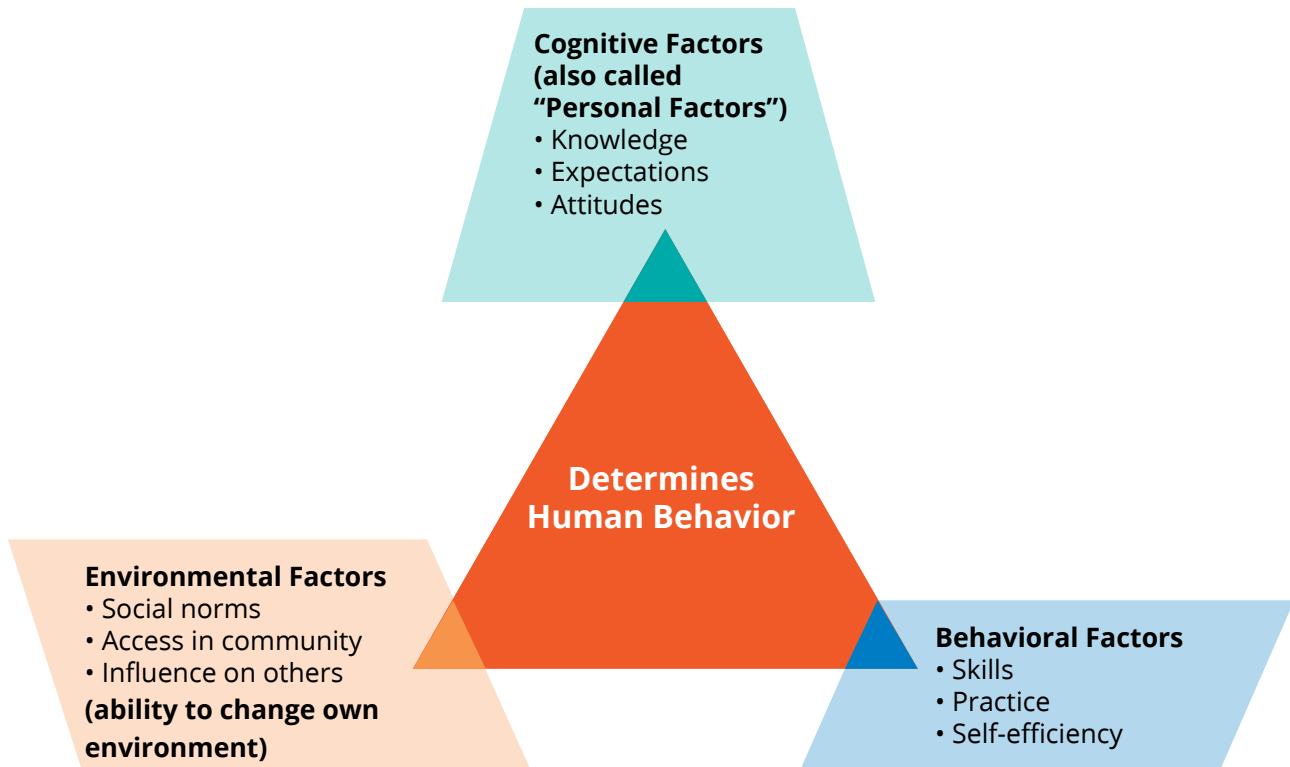 Cognitive Factors
(also called
“Personal Factors”)
• Knowledge
• Expectations
• Attitudes
Determines
Human Behavior
Environmental Factors
• Social norms
• Access in community
• Influence on others
(ability to change own
environment)
Behavioral Factors
• Skills
• Practice
• Self-efficiency